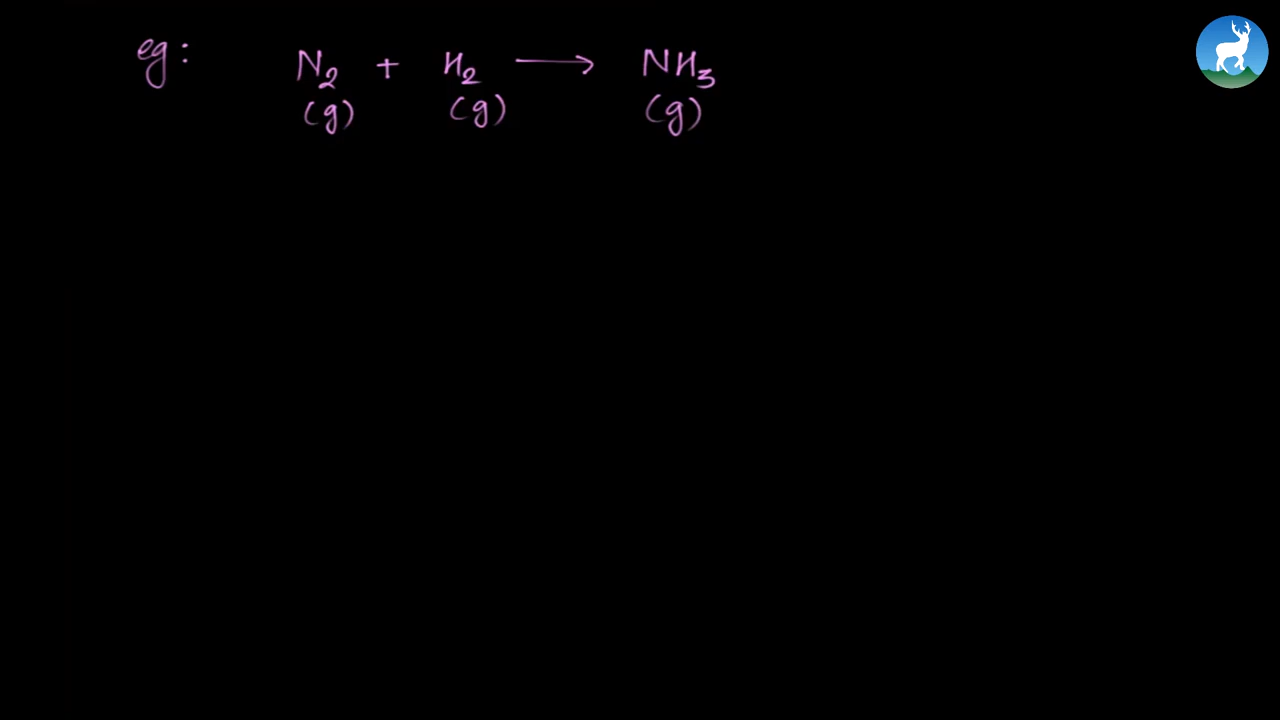 eg: N₂ + H₂ ⟶ NH₃
(g) (g) (g)